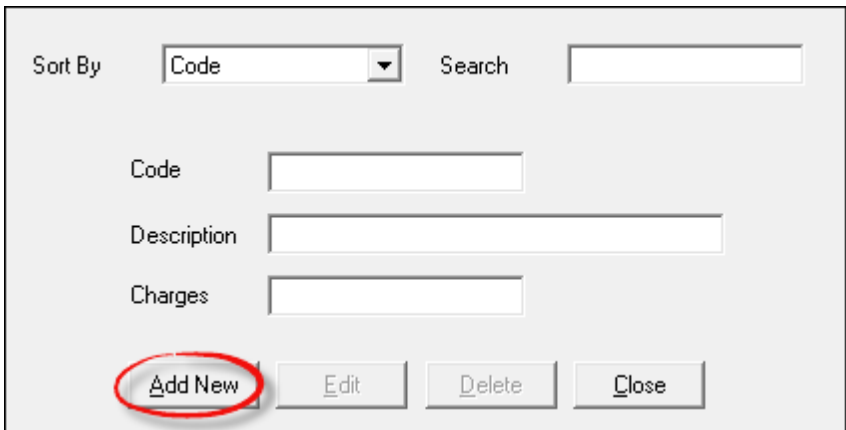 Sort By Code Search
Code
Description
Charges
Add New Edit Delete Close